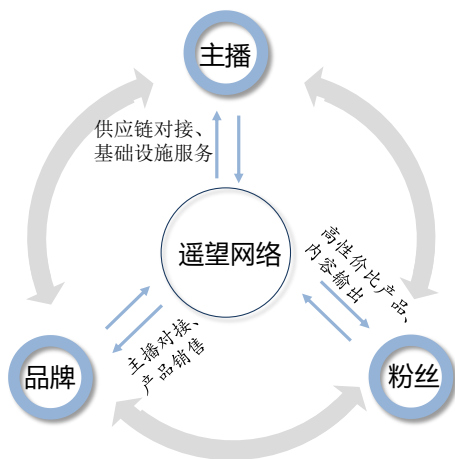 主播
供应链对接、
基础设施服务
遥望网络
高性价比产品、
内容输出
主播对接、
产品销售
品牌
粉丝